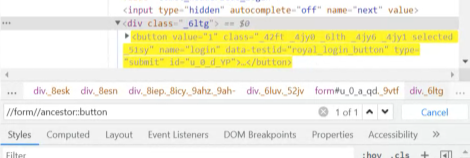 <input type="hidden" autocomplete="off" name="next" value>
▼<div class="_6ltg"> == $0
▶<button value="1" class="_42ft _4jy0 _6lth _4jy6 _4jy1 selected
_51sy" name="login" data-testid="royal_login_button" type=
"submit" id="u_0_d_YP">…</button>
... div._8esk div._8esn div._8iep._8icy._9ahz._9ah- div._6luv._52jv form#u_0_a_qd._9vtf div._6ltg ...
//form//ancestor::button 1 of 1 Cancel
Styles Computed Layout Event Listeners DOM Breakpoints Properties Accessibility »
Filter :hov .cls +